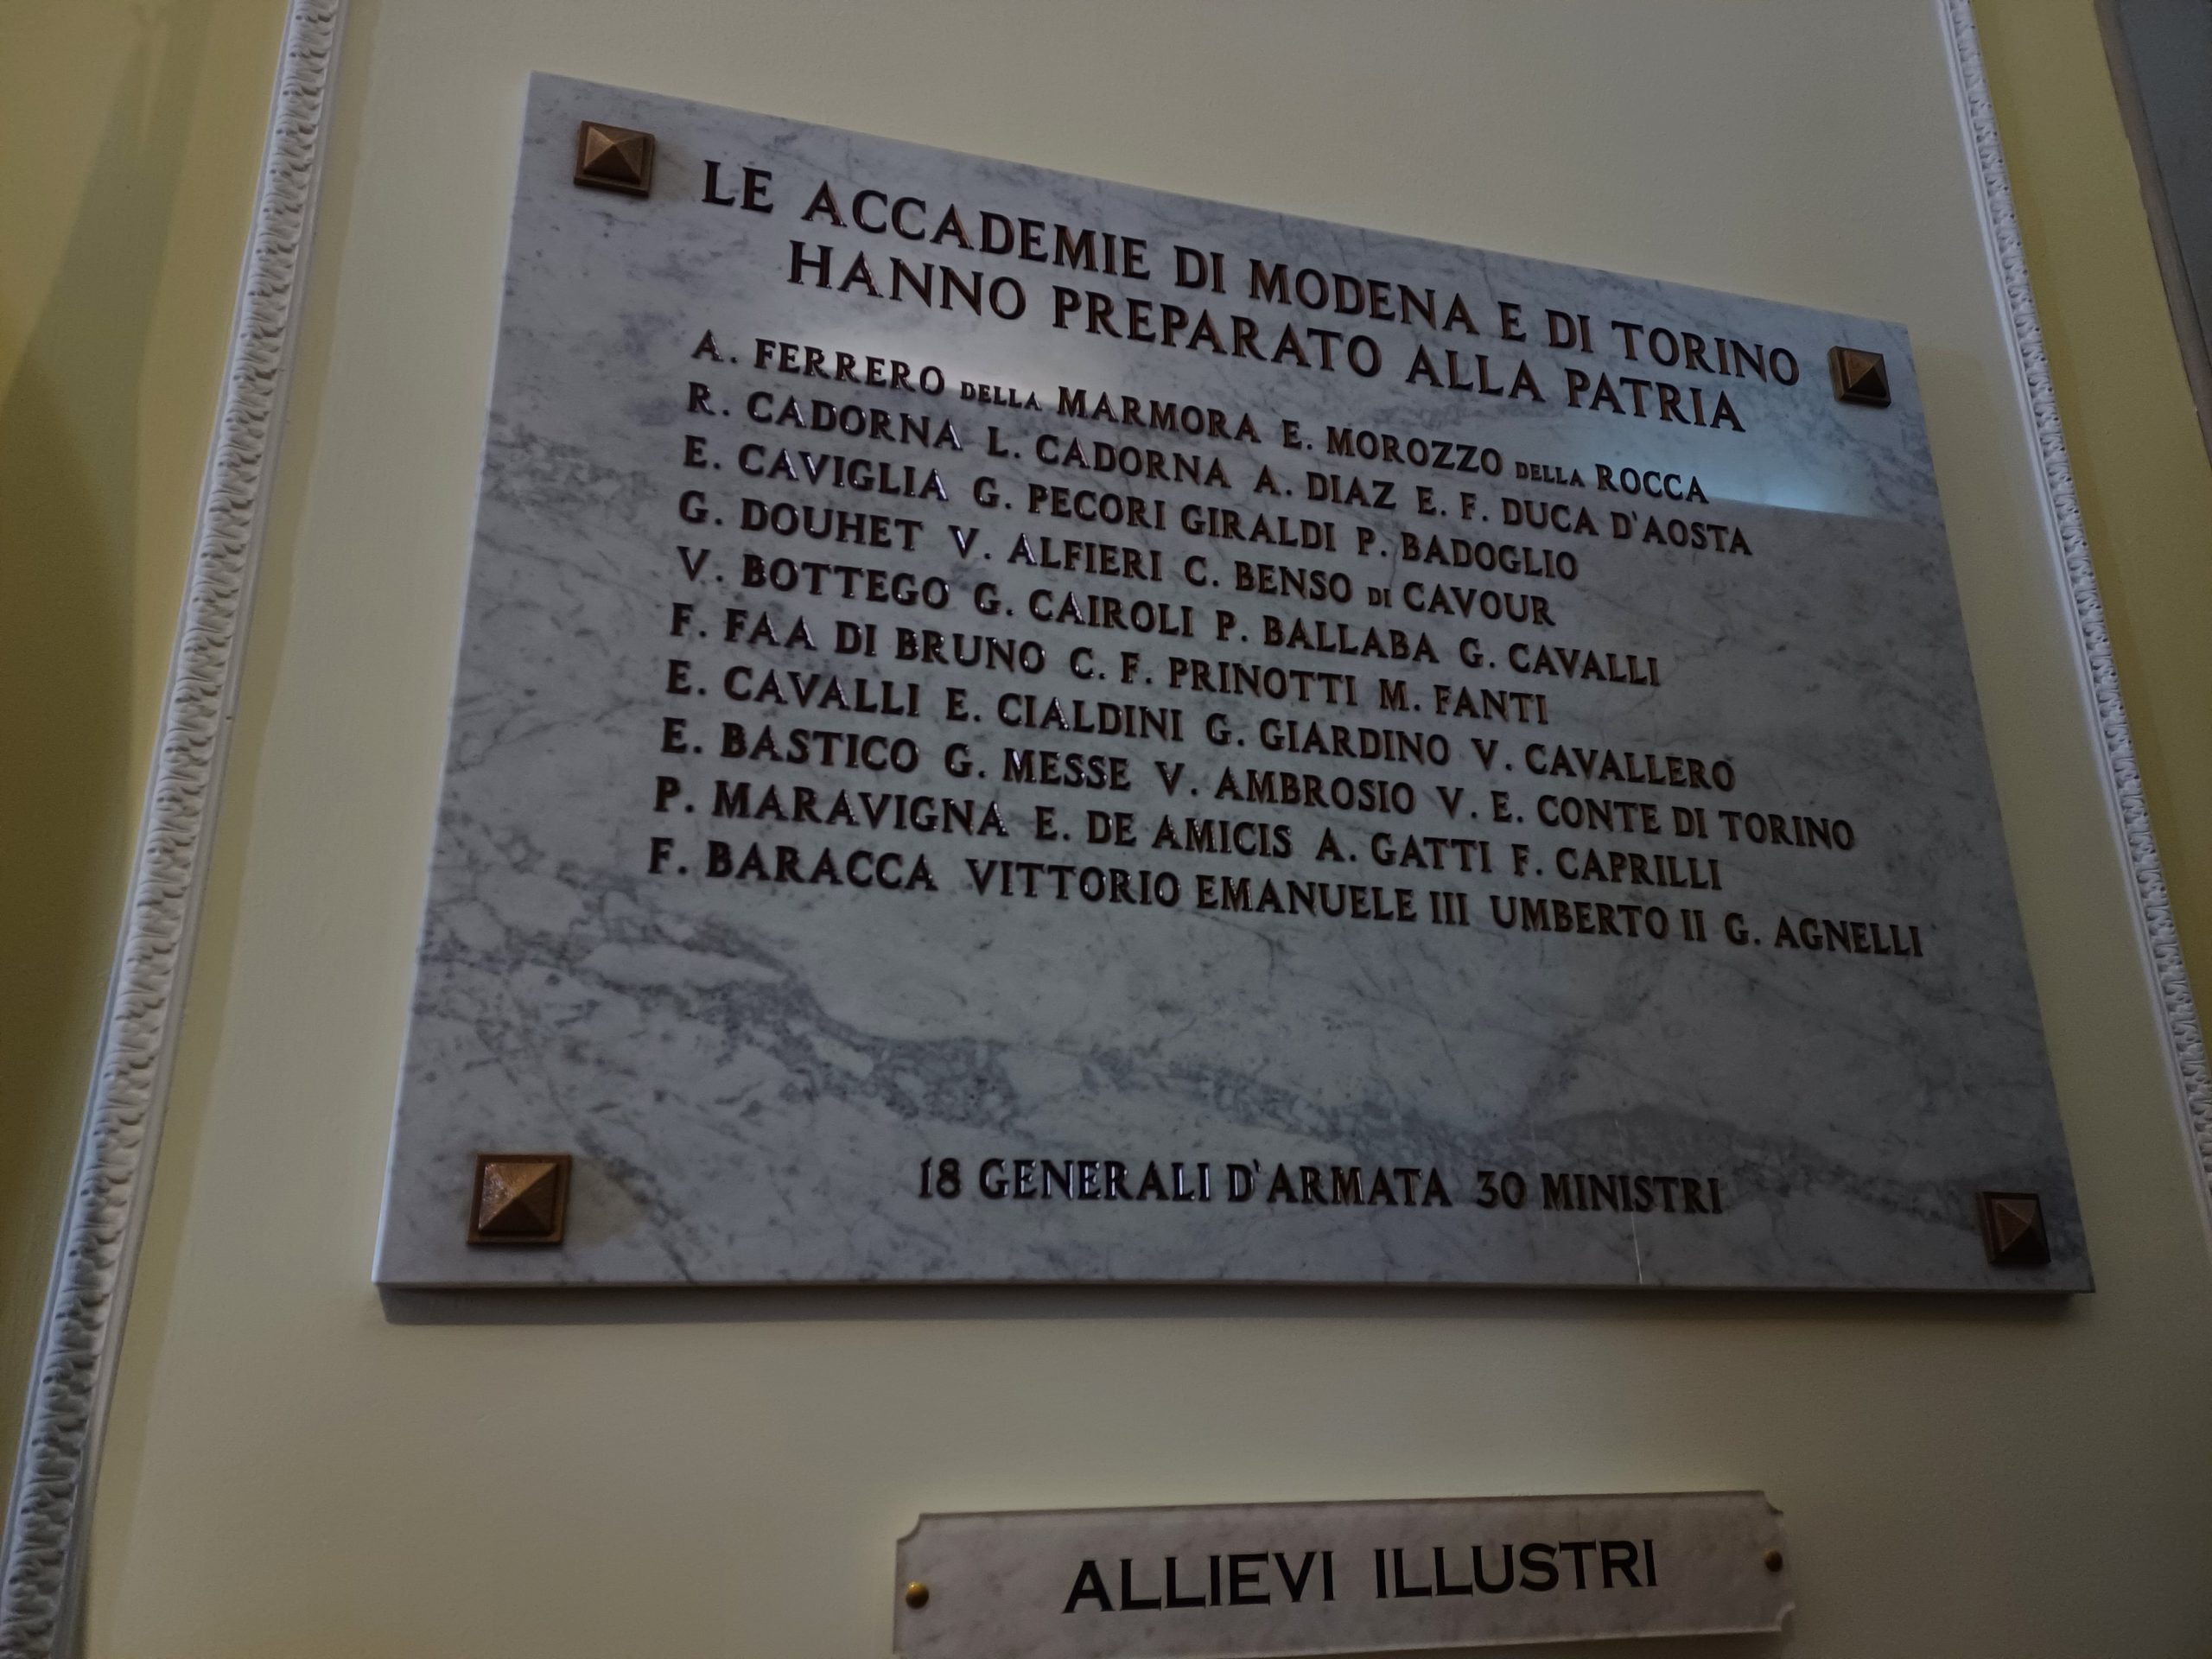 LE ACCADEMIE DI MODENA E DI TORINO
HANNO PREPARATO ALLA PATRIA
A. FERRERO DELLA MARMORA E. MOROZZO DELLA ROCCA
R. CADORNA L. CADORNA A. DIAZ E. F. DUCA D'AOSTA
E. CAVIGLIA G. PECORI GIRALDI P. BADOGLIO
G. DOUHET V. ALFIERI C. BENSO DI CAVOUR
V. BOTTEGO G. CAIROLI P. BALLABA G. CAVALLI
F. FAA DI BRUNO C. F. PRINOTTI M. FANTI
E. CAVALLI E. CIALDINI G. GIARDINO V. CAVALLERO
E. BASTICO G. MESSE V. AMBROSIO V. E. CONTE DI TORINO
P. MARAVIGNA E. DE AMICIS A. GATTI F. CAPRILLI
F. BARACCA VITTORIO EMANUELE III UMBERTO II G. AGNELLI
18 GENERALI D'ARMATA 30 MINISTRI
ALLIEVI ILLUSTRI